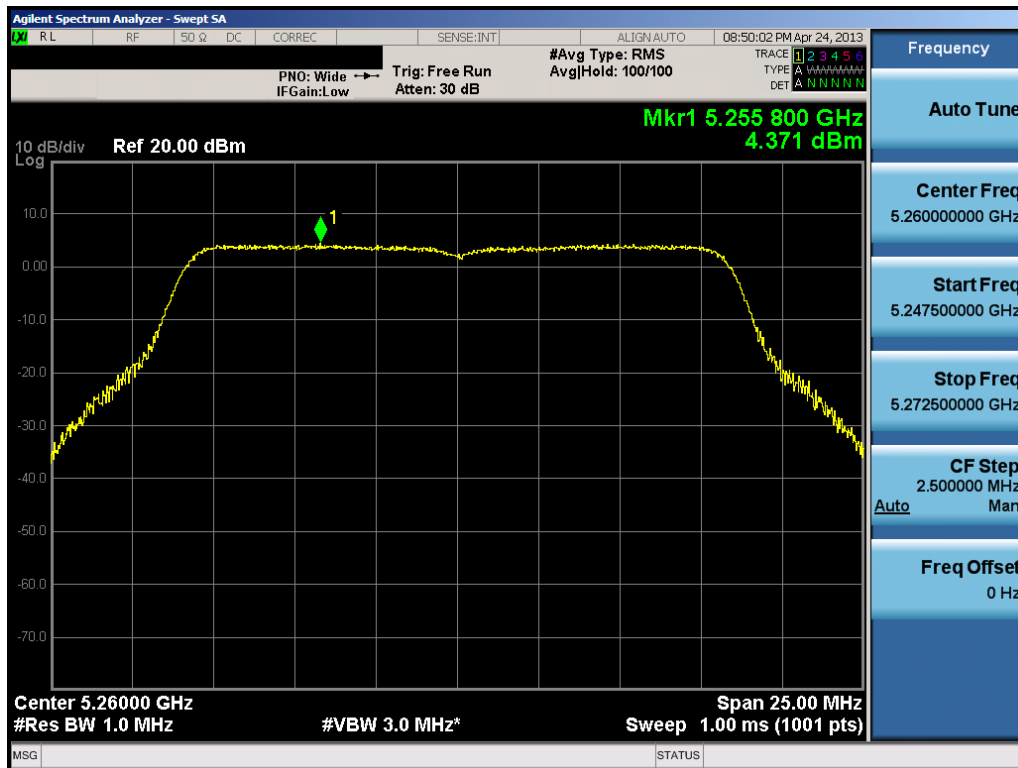 Agilent Spectrum Analyzer - Swept SA
LXI RL RF 50 Ω DC CORREC SENSE:INT ALIGN AUTO 08:50:02 PM Apr 24, 2013
PNO: Wide
IFGain:Low
Trig: Free Run
Atten: 30 dB
#Avg Type: RMS
Avg|Hold: 100/100
TRACE 1 2 3 4 5 6
TYPE A
DET A N N N N N
Mkr1 5.255 800 GHz
4.371 dBm
10 dB/div
Log
Ref 20.00 dBm
1
10.0
0.00
-10.0
-20.0
-30.0
-40.0
-50.0
-60.0
-70.0
Center 5.26000 GHz
#Res BW 1.0 MHz
#VBW 3.0 MHz*
Span 25.00 MHz
Sweep 1.00 ms (1001 pts)
MSG
STATUS
Frequency
Auto Tune
Center Freq
5.260000000 GHz
Start Freq
5.247500000 GHz
Stop Freq
5.272500000 GHz
CF Step
2.500000 MHz
Auto Man
Freq Offset
0 Hz